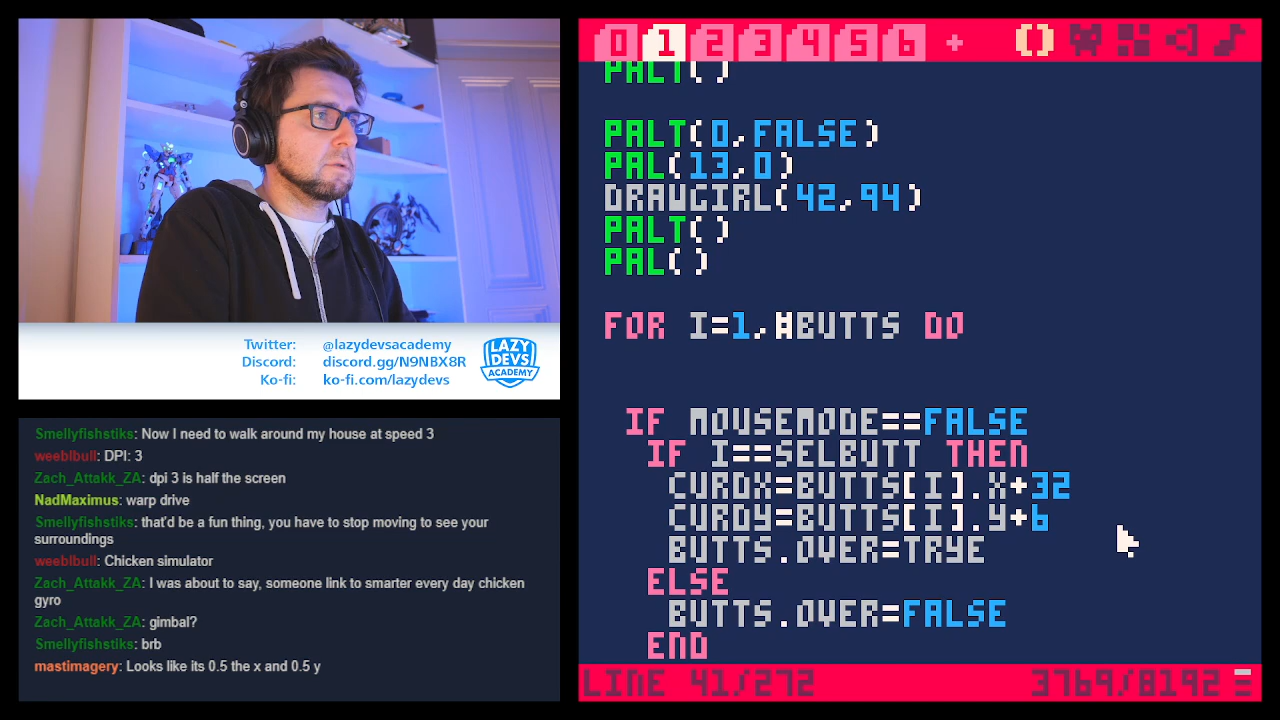 Twitter: @lazydevsacademy
Discord: discord.gg/N9NBX8R
Ko-fi: ko-fi.com/lazydevs
LAZY
DEVS
ACADEMY
Smellyfishstiks: Now I need to walk around my house at speed 3
weeblbull: DPI: 3
Zach_Attakk_ZA: dpi 3 is half the screen
NadMaximus: warp drive
Smellyfishstiks: that'd be a fun thing, you have to stop moving to see your
surroundings
weeblbull: Chicken simulator
Zach_Attakk_ZA: I was about to say, someone link to smarter every day chicken
gyro
Zach_Attakk_ZA: gimbal?
Smellyfishstiks: brb
mastimagery: Looks like its 0.5 the x and 0.5 y
0 1 2 3 4 5 6 + ()
PALT()
PALT(0,FALSE)
PAL(13,0)
DRAWGIRL(42,94)
PALT()
PAL()
FOR I=1,#BUTTS DO
IF MOUSEMODE==FALSE
IF I==SELBUTT THEN
CURDX=BUTTS[I].X+32
CURDY=BUTTS[I].Y+6
BUTTS.OVER=TRYE
ELSE
BUTTS.OVER=FALSE
END
LINE 41/272 3769/8192